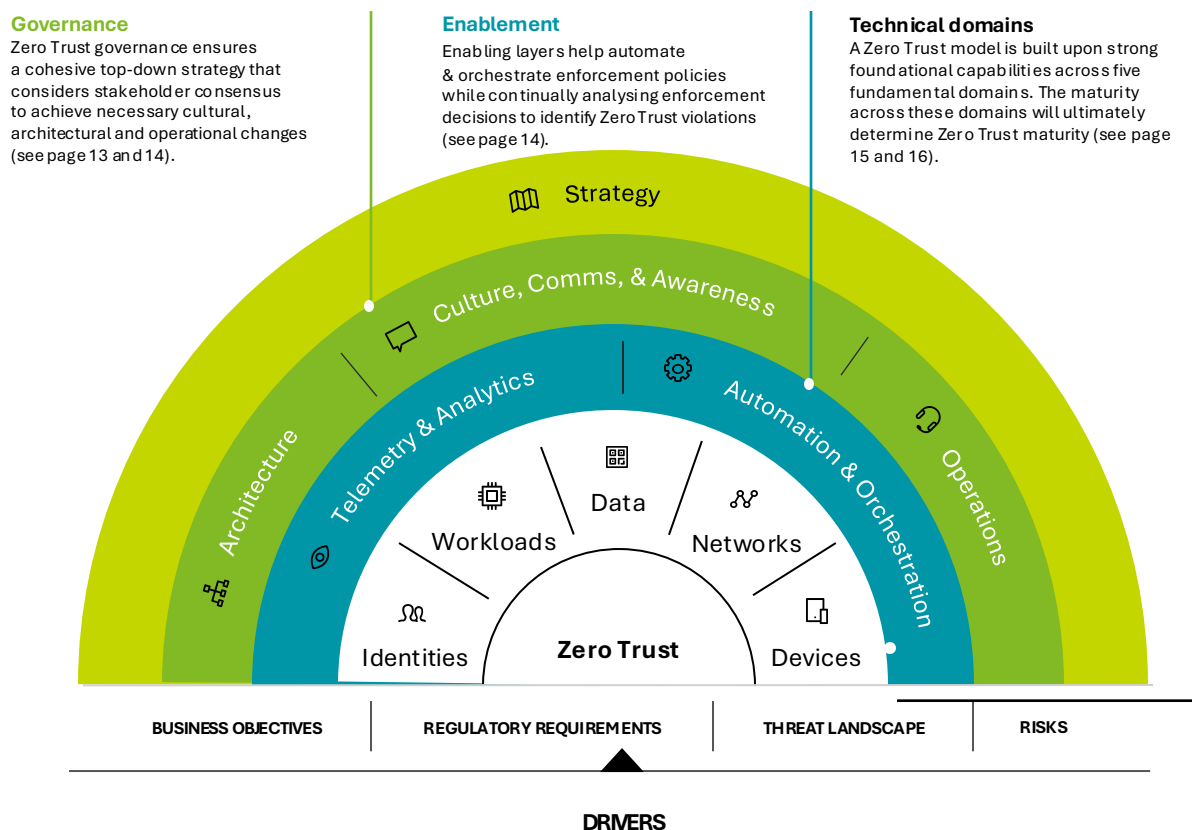 Governance
Zero Trust governance ensures
a cohesive top-down strategy that
considers stakeholder consensus
to achieve necessary cultural,
architectural and operational changes
(see page 13 and 14).
Enablement
Enabling layers help automate
& orchestrate enforcement policies
while continually analysing enforcement
decisions to identify Zero Trust violations
(see page 14).
Technical domains
A Zero Trust model is built upon strong
foundational capabilities across five
fundamental domains. The maturity
across these domains will ultimately
determine Zero Trust maturity (see page
15 and 16).
Strategy
Culture, Comms, & Awareness
Architecture
Operations
Telemetry & Analytics
Automation & Orchestration
Identities
Workloads
Data
Networks
Devices
Zero Trust
BUSINESS OBJECTIVES
REGULATORY REQUIREMENTS
THREAT LANDSCAPE
RISKS
DRIVERS